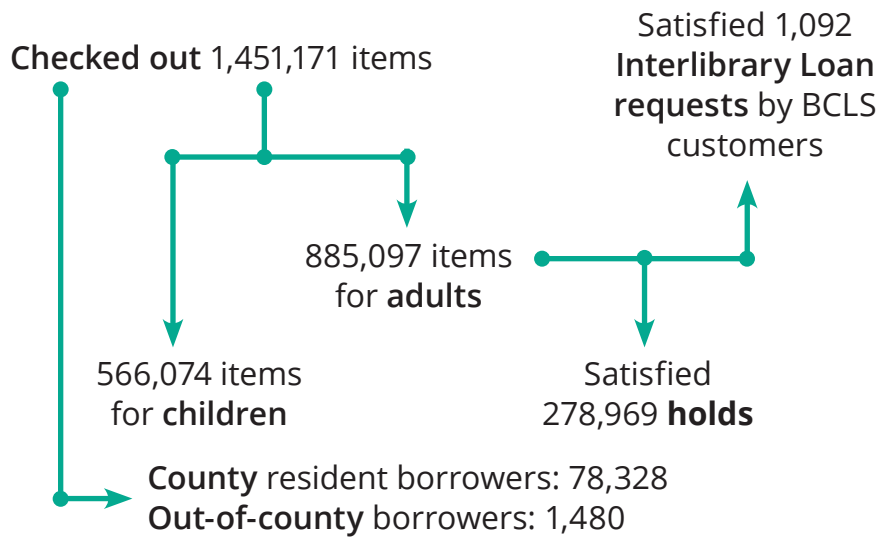 Checked out 1,451,171 items
Satisfied 1,092
Interlibrary Loan
requests by BCLS
customers
885,097 items
for adults
566,074 items
for children
Satisfied
278,969 holds
County resident borrowers: 78,328
Out-of-county borrowers: 1,480